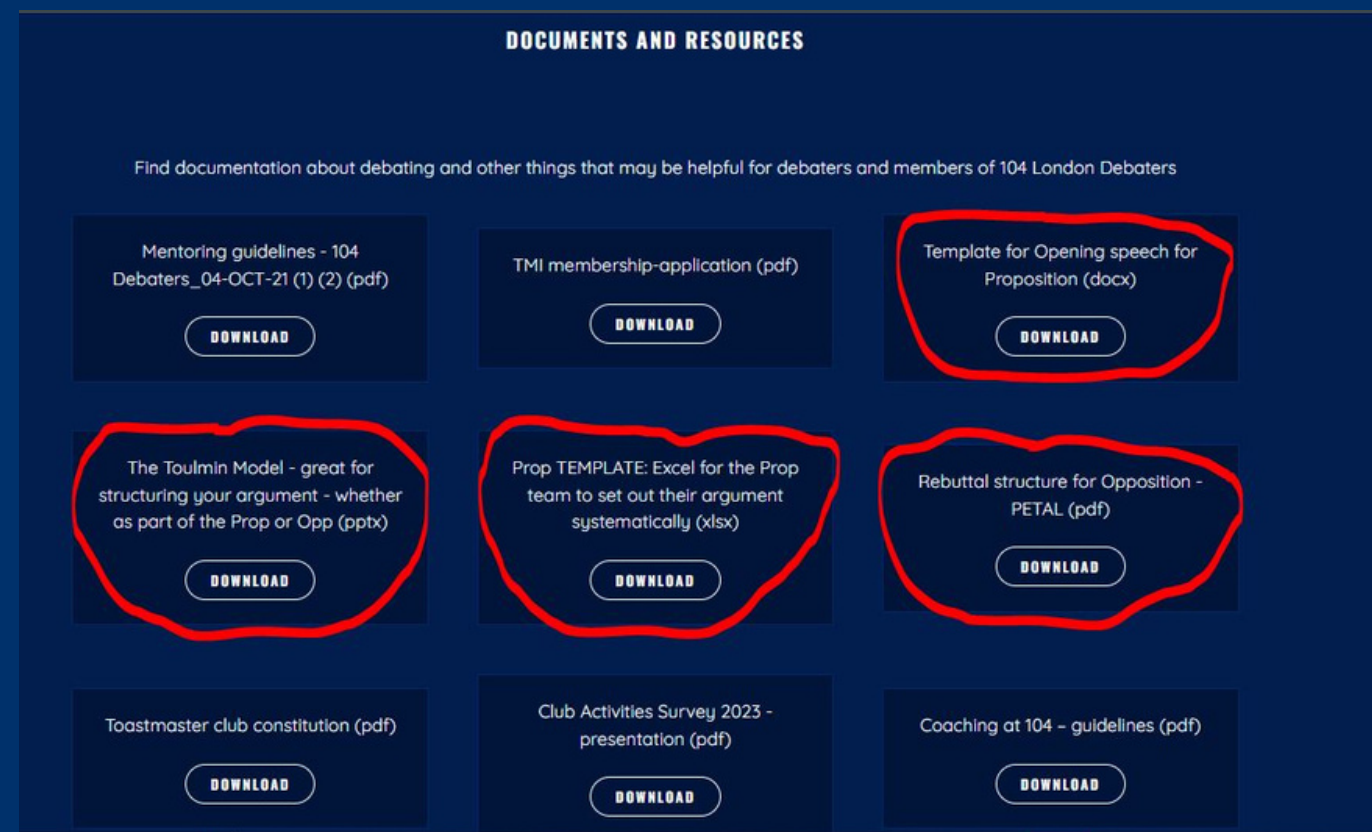 DOCUMENTS AND RESOURCES
Find documentation about debating and other things that may be helpful for debaters and members of 104 London Debaters
Mentoring guidelines - 104
Debaters_04-OCT-21 (1) (2) (pdf)
DOWNLOAD
TMI membership-application (pdf)
DOWNLOAD
Template for Opening speech for
Proposition (docx)
DOWNLOAD
The Toulmin Model - great for
structuring your argument - whether
as part of the Prop or Opp (pptx)
DOWNLOAD
Prop TEMPLATE: Excel for the Prop
team to set out their argument
systematically (xlsx)
DOWNLOAD
Rebuttal structure for Opposition -
PETAL (pdf)
DOWNLOAD
Toastmaster club constitution (pdf)
DOWNLOAD
Club Activities Survey 2023 -
presentation (pdf)
DOWNLOAD
Coaching at 104 – guidelines (pdf)
DOWNLOAD